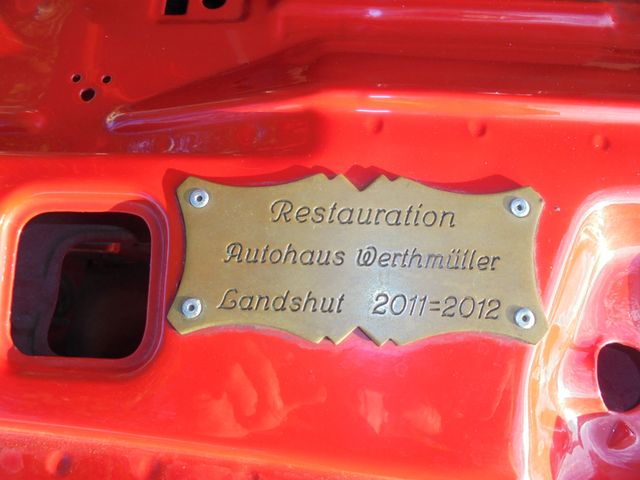 Restauration
Autohaus Werthmüller
Landshut 2011=2012